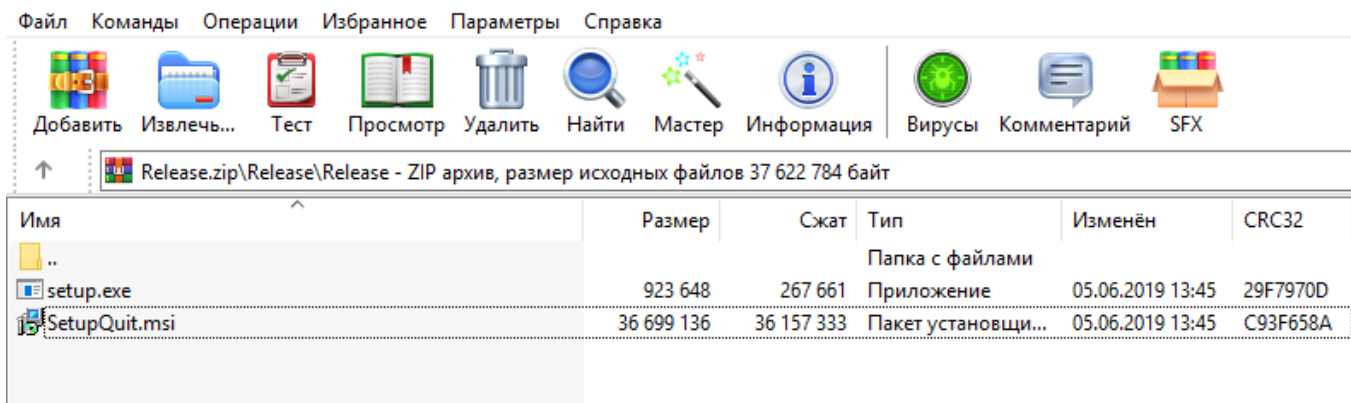 Файл Команды Операции Избранное Параметры Справка
Добавить Извлечь... Тест Просмотр Удалить Найти Мастер Информация Вирусы Комментарий SFX
Release.zip\Release\Release - ZIP архив, размер исходных файлов 37 622 784 байт
Имя Размер Сжат Тип Изменён CRC32
.. Папка с файлами
setup.exe 923 648 267 661 Приложение 05.06.2019 13:45 29F7970D
SetupQuit.msi 36 699 136 36 157 333 Пакет установщи... 05.06.2019 13:45 C93F658A